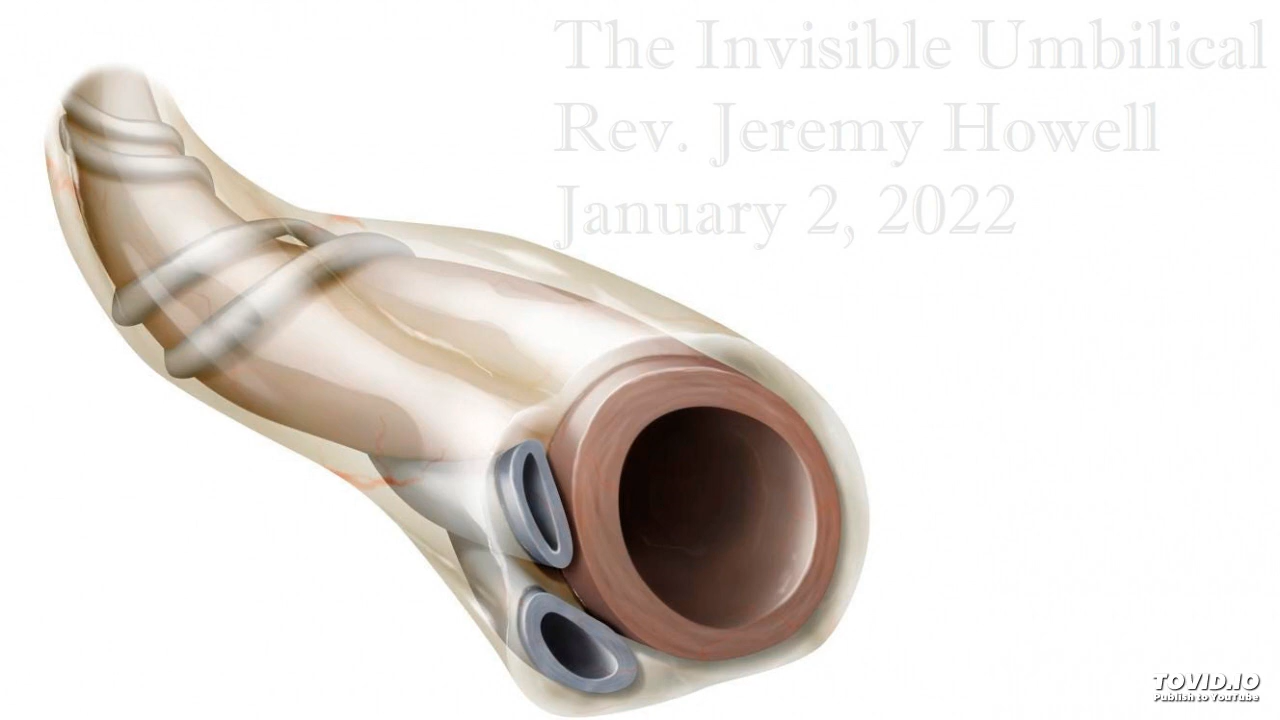 The Invisible Umbilical
Rev. Jeremy Howell
January 2, 2022
TOVID.IO
Publish to YouTube